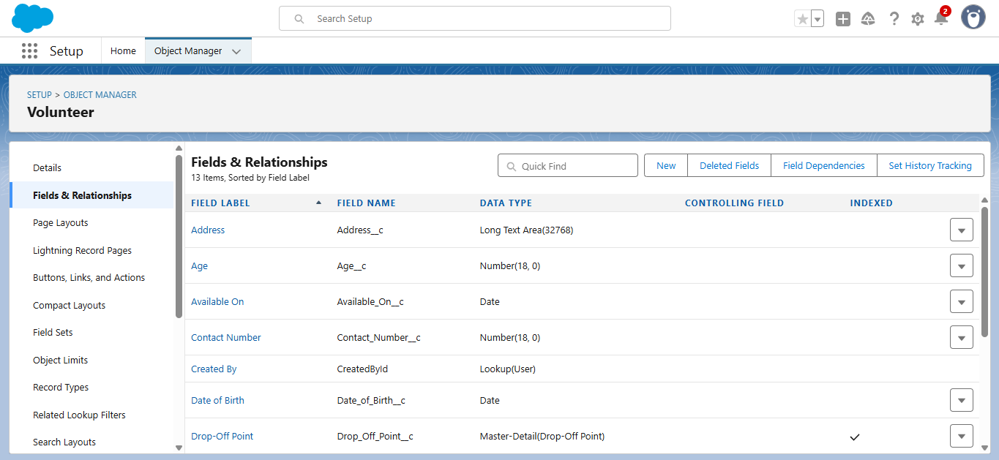 Search Setup
2
Setup
Home
Object Manager
SETUP > OBJECT MANAGER
Volunteer
Details
Fields & Relationships
Page Layouts
Lightning Record Pages
Buttons, Links, and Actions
Compact Layouts
Field Sets
Object Limits
Record Types
Related Lookup Filters
Search Layouts
Fields & Relationships
13 Items, Sorted by Field Label
Quick Find
New
Deleted Fields
Field Dependencies
Set History Tracking
FIELD LABEL FIELD NAME DATA TYPE CONTROLLING FIELD INDEXED
Address Address__c Long Text Area(32768)
Age Age__c Number(18, 0)
Available On Available_On__c Date
Contact Number Contact_Number__c Number(18, 0)
Created By CreatedById Lookup(User)
Date of Birth Date_of_Birth__c Date
Drop-Off Point Drop_Off_Point__c Master-Detail(Drop-Off Point)